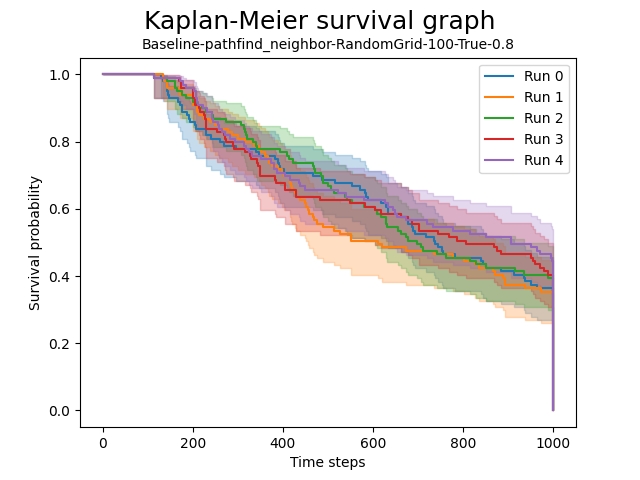 Kaplan-Meier survival graph
Baseline-pathfind_neighbor-RandomGrid-100-True-0.8
Survival probability
1.0
0.8
0.6
0.4
0.2
0.0
Run 0
Run 1
Run 2
Run 3
Run 4
0 200 400 600 800 1000
Time steps